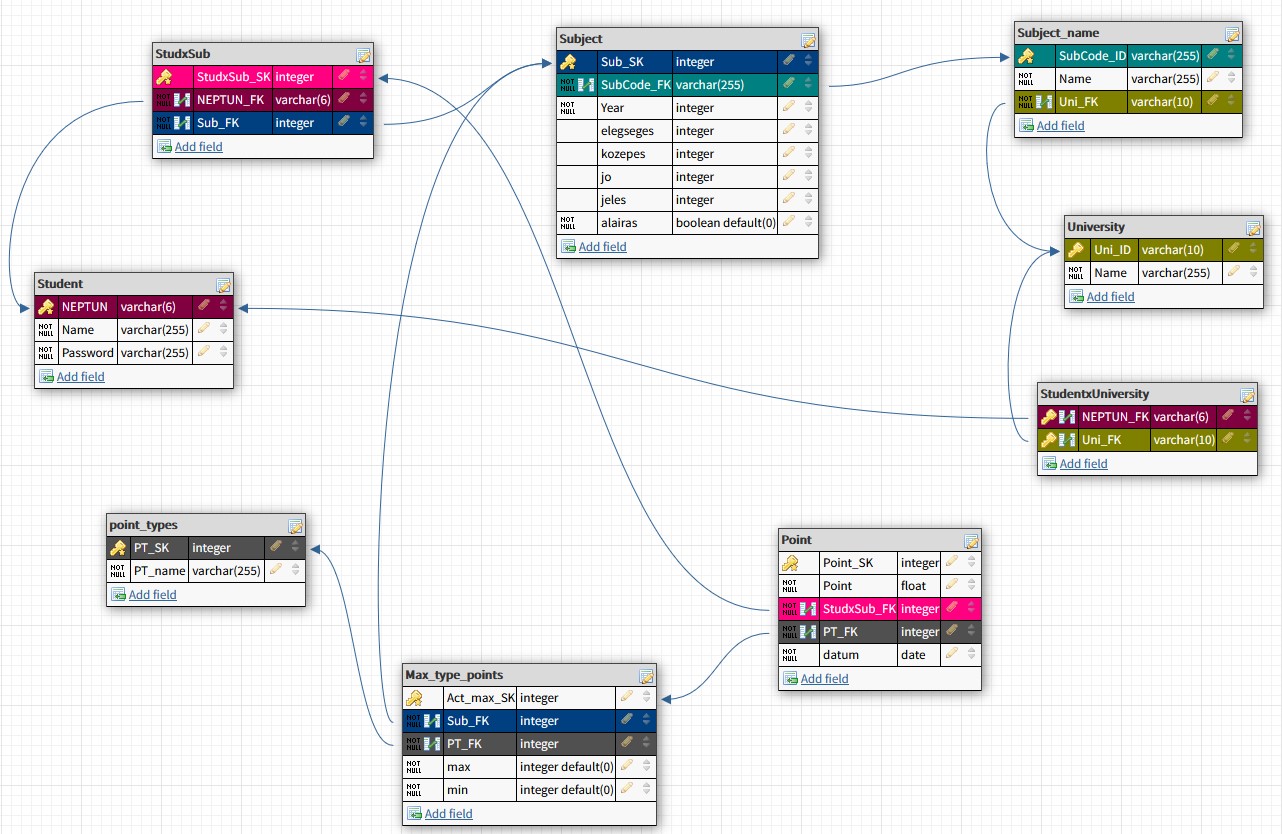 StudxSub
StudxSub_SK integer
NOT NULL NEPTUN_FK varchar(6)
NOT NULL Sub_FK integer
Add field
Subject
Sub_SK integer
NOT NULL SubCode_FK varchar(255)
NOT NULL Year integer
elegseges integer
kozepes integer
jo integer
jeles integer
NOT NULL alairas boolean default(0)
Add field
Subject_name
SubCode_ID varchar(255)
NOT NULL Name varchar(255)
NOT NULL Uni_FK varchar(10)
Add field
University
Uni_ID varchar(10)
NOT NULL Name varchar(255)
Add field
Student
NEPTUN varchar(6)
NOT NULL Name varchar(255)
NOT NULL Password varchar(255)
Add field
StudentxUniversity
NEPTUN_FK varchar(6)
Uni_FK varchar(10)
Add field
point_types
PT_SK integer
NOT NULL PT_name varchar(255)
Add field
Point
Point_SK integer
NOT NULL Point float
NOT NULL StudxSub_FK integer
NOT NULL PT_FK integer
NOT NULL datum date
Add field
Max_type_points
Act_max_SK integer
NOT NULL Sub_FK integer
NOT NULL PT_FK integer
NOT NULL max integer default(0)
NOT NULL min integer default(0)
Add field